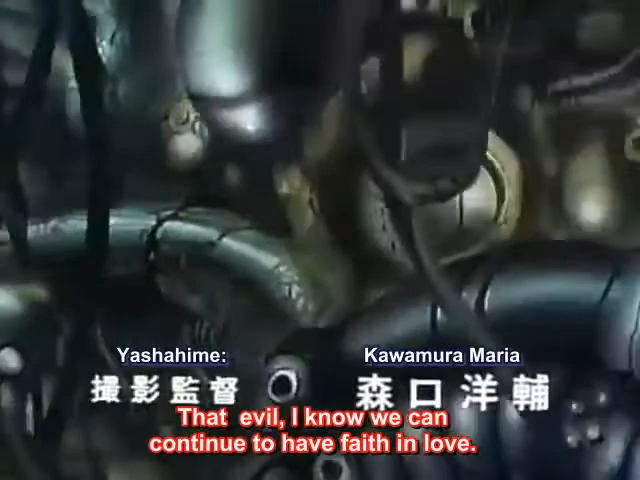 Yashahime: Kawamura Maria
撮影監督 森口洋輔
That evil, I know we can
continue to have faith in love.